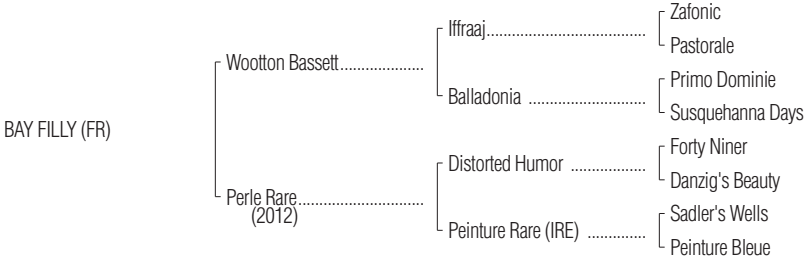 Zafonic
Iffraaj......................................
Pastorale
Wootton Bassett....................
Primo Dominie
Balladonia ............................
Susquehanna Days
BAY FILLY (FR)
Forty Niner
Distorted Humor ..................
Danzig's Beauty
Perle Rare..............................
(2012)
Sadler's Wells
Peinture Rare (IRE) ..............
Peinture Bleue